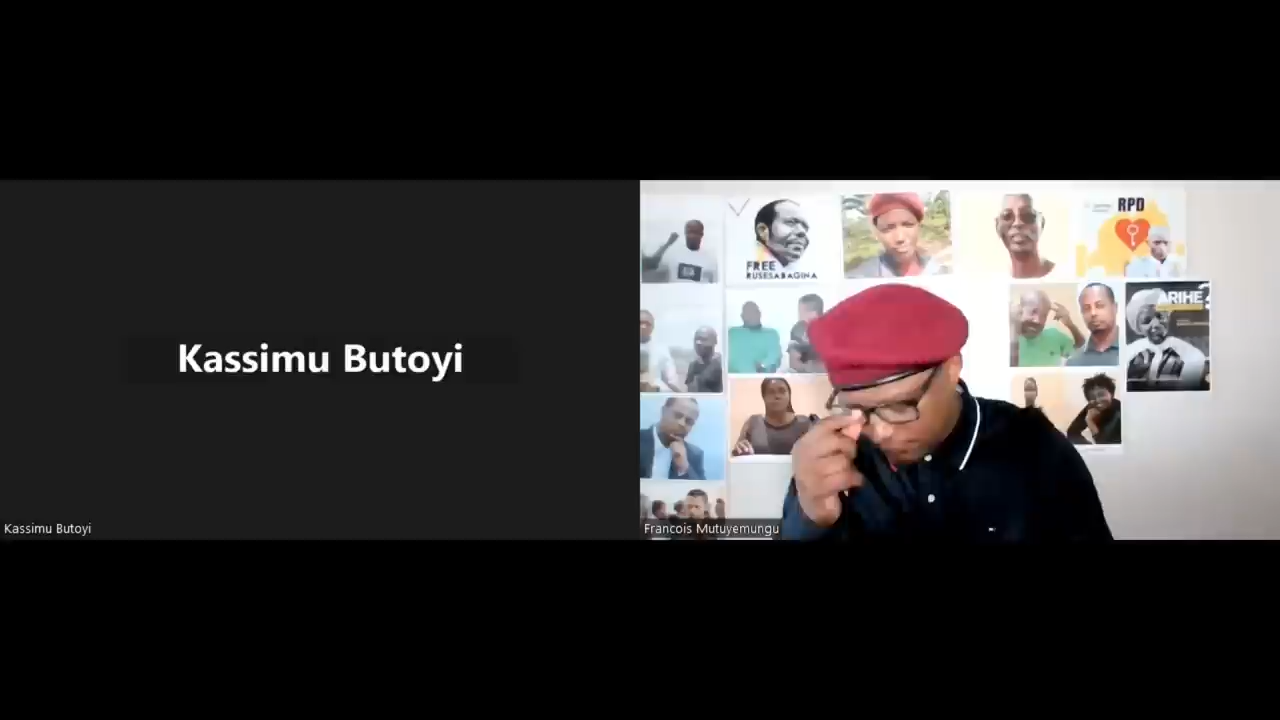 Kassimu Butoyi
Kassimu Butoyi
FREE
RUSESABAGINA
RPD
ARIHE?
Francois Mutuyemungu